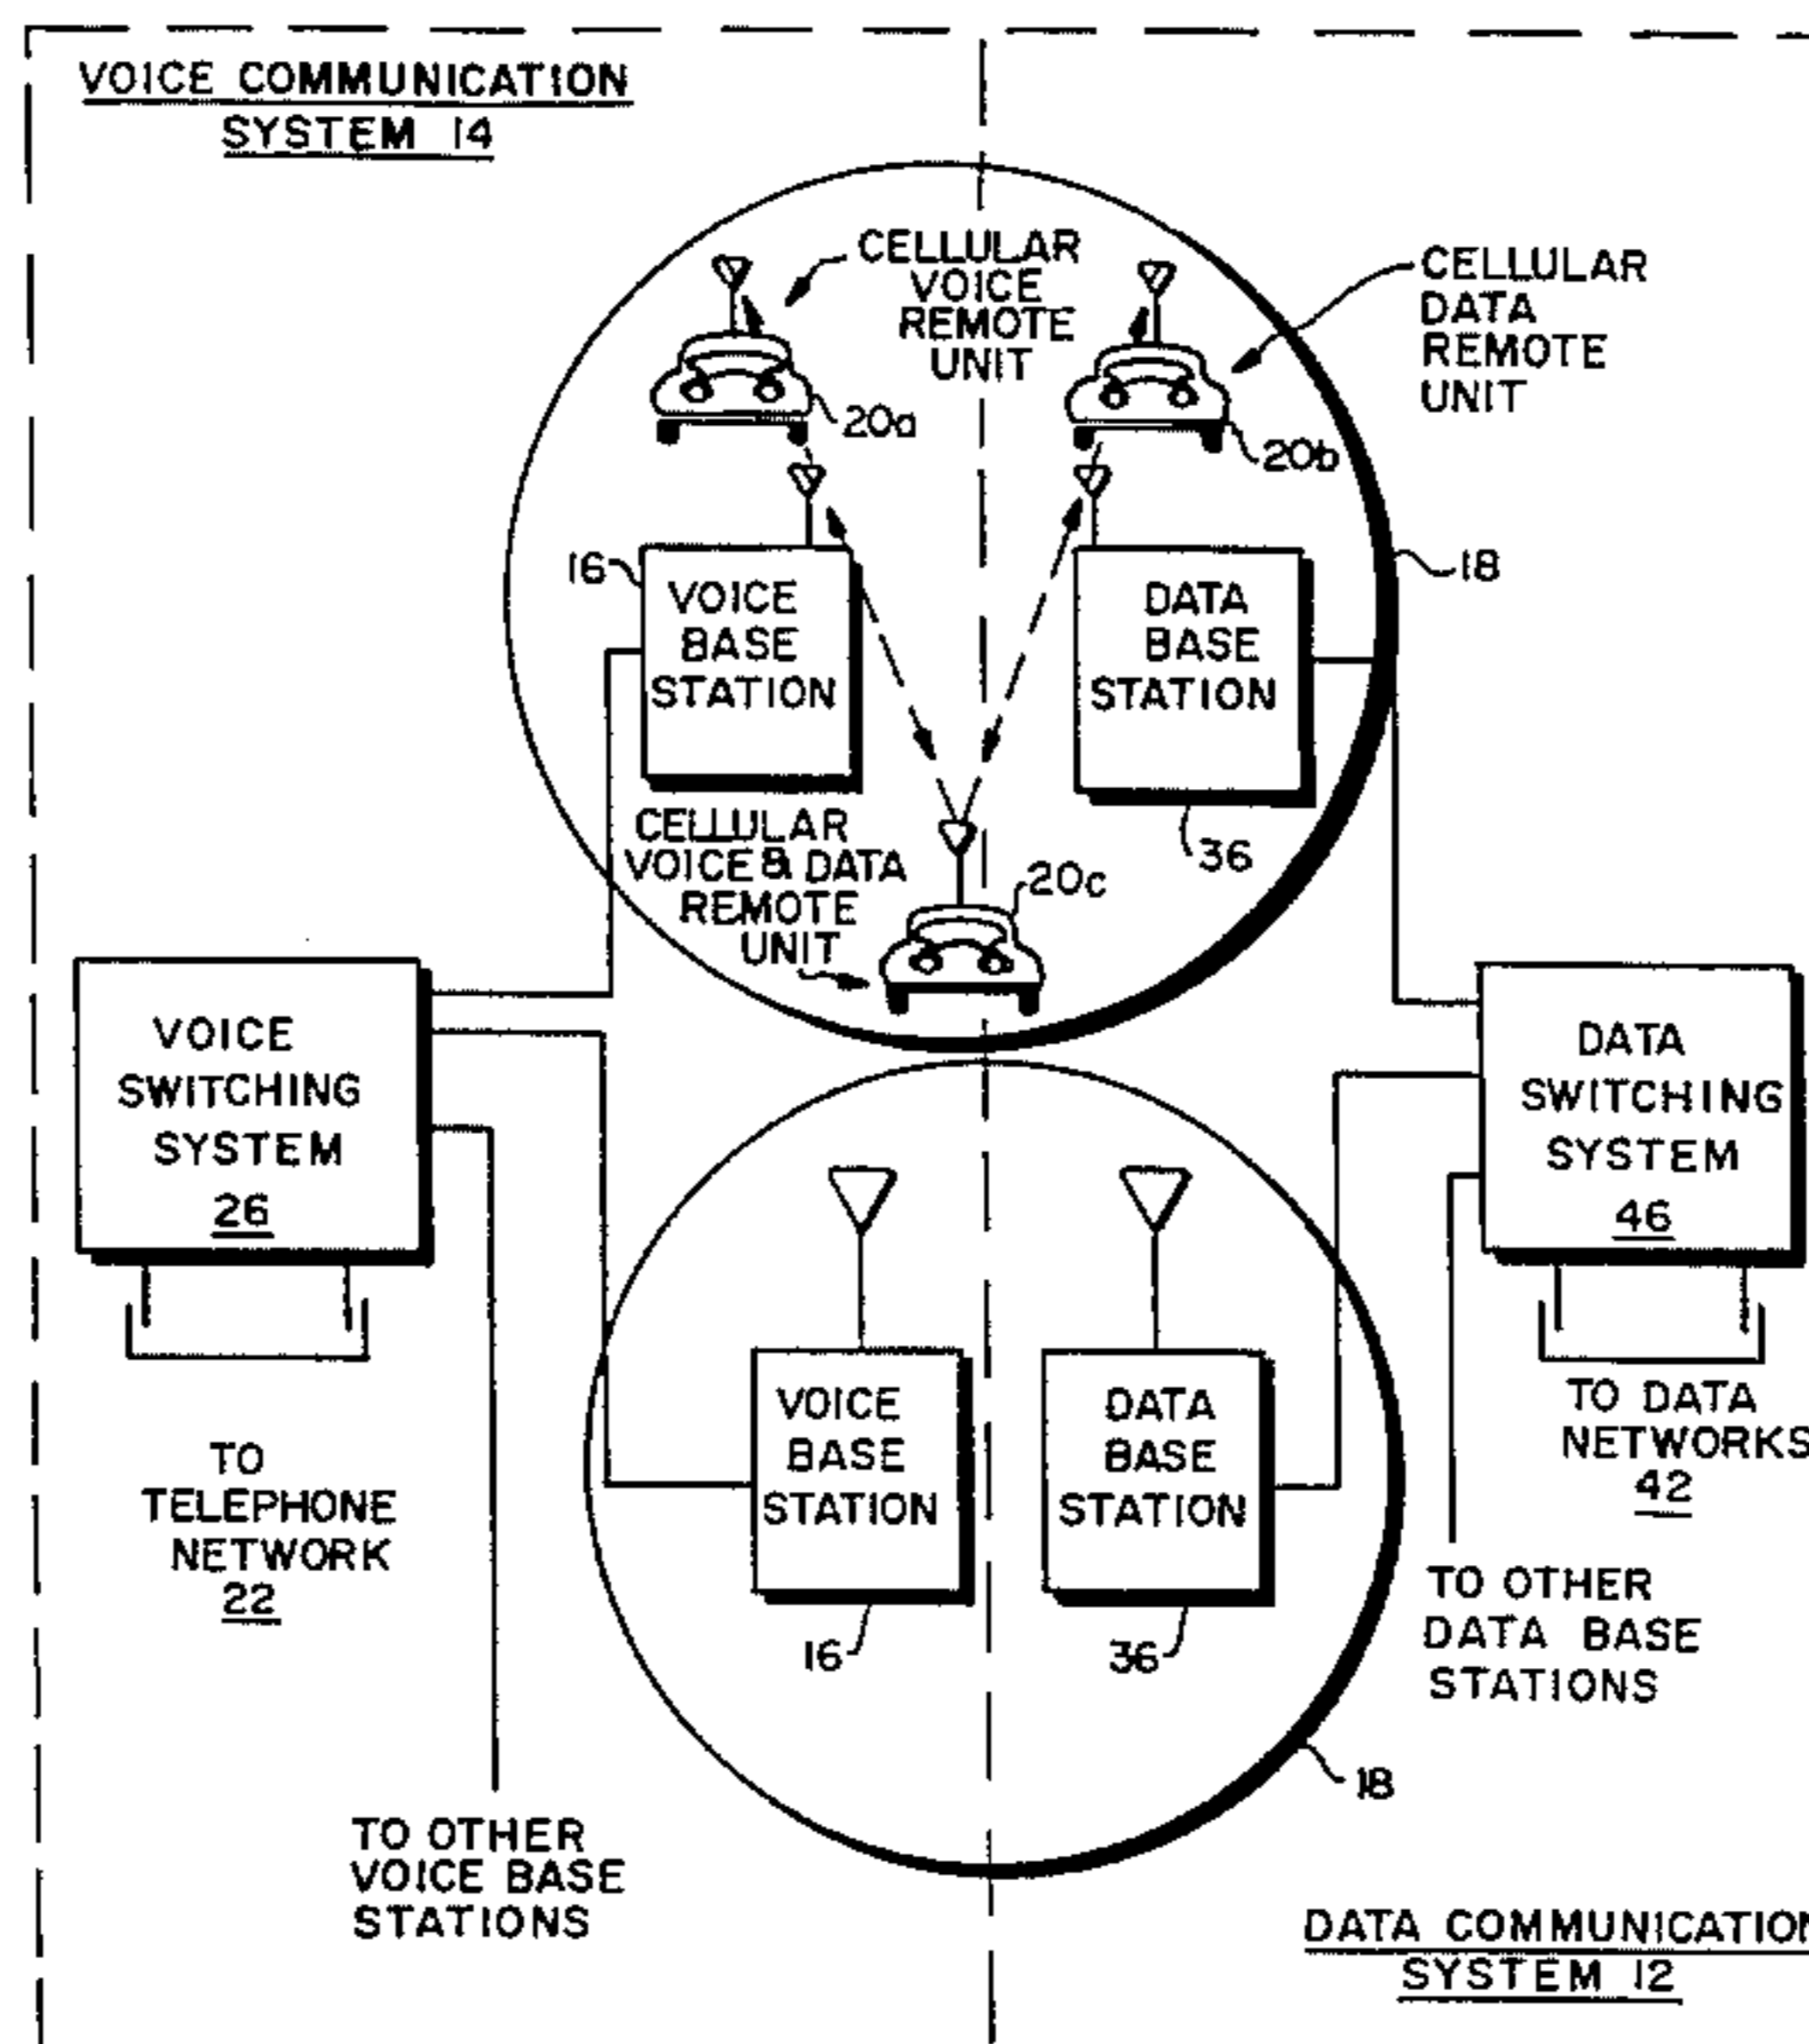 VOICE COMMUNICATION
SYSTEM 14
CELLULAR
VOICE
REMOTE
UNIT
CELLULAR
DATA
REMOTE
UNIT
20a
20b
16
VOICE
BASE
STATION
DATA
BASE
STATION
18
36
CELLULAR
VOICE & DATA
REMOTE
UNIT
20c
VOICE
SWITCHING
SYSTEM
26
DATA
SWITCHING
SYSTEM
46
TO
TELEPHONE
NETWORK
22
VOICE
BASE
STATION
16
DATA
BASE
STATION
36
TO DATA
NETWORKS
42
TO OTHER
DATA BASE
STATIONS
18
TO OTHER
VOICE BASE
STATIONS
DATA COMMUNICATION
SYSTEM 12